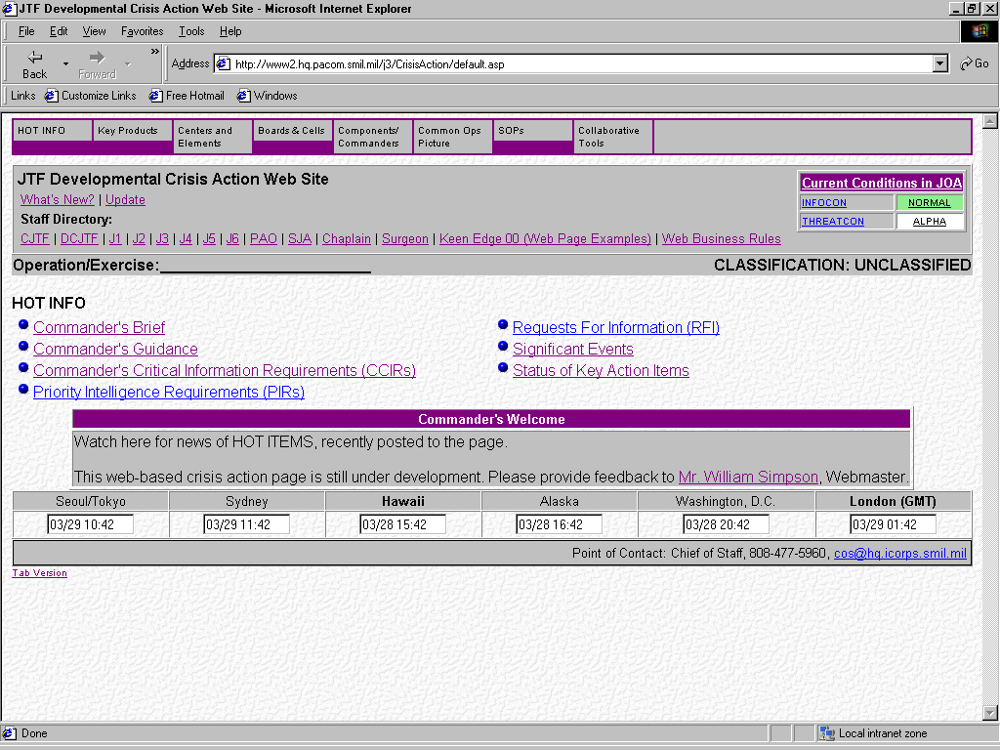 JTF Developmental Crisis Action Web Site - Microsoft Internet Explorer
File Edit View Favorites Tools Help
Back Forward » Address http://www2.hq.pacom.smil.mil/j3/CrisisAction/default.asp Go
Links Customize Links Free Hotmail Windows
HOT INFO Key Products Centers and Elements Boards & Cells Components/ Commanders Common Ops Picture SOPs Collaborative Tools
JTF Developmental Crisis Action Web Site
What's New? | Update
Staff Directory:
CJTF | DCJTF | J1 | J2 | J3 | J4 | J5 | J6 | PAO | SJA | Chaplain | Surgeon | Keen Edge 00 (Web Page Examples) | Web Business Rules
Current Conditions in JOA
INFOCON NORMAL
THREATCON ALPHA
Operation/Exercise:________________________ CLASSIFICATION: UNCLASSIFIED
HOT INFO
Commander's Brief
Commander's Guidance
Commander's Critical Information Requirements (CCIRs)
Priority Intelligence Requirements (PIRs)
Requests For Information (RFI)
Significant Events
Status of Key Action Items
Commander's Welcome
Watch here for news of HOT ITEMS, recently posted to the page.
This web-based crisis action page is still under development. Please provide feedback to Mr. William Simpson, Webmaster.
Seoul/Tokyo Sydney Hawaii Alaska Washington, D.C. London (GMT)
03/29 10:42 03/29 11:42 03/28 15:42 03/28 16:42 03/28 20:42 03/29 01:42
Point of Contact: Chief of Staff, 808-477-5960, cos@hq.icorps.smil.mil
Tab Version
Done Local intranet zone